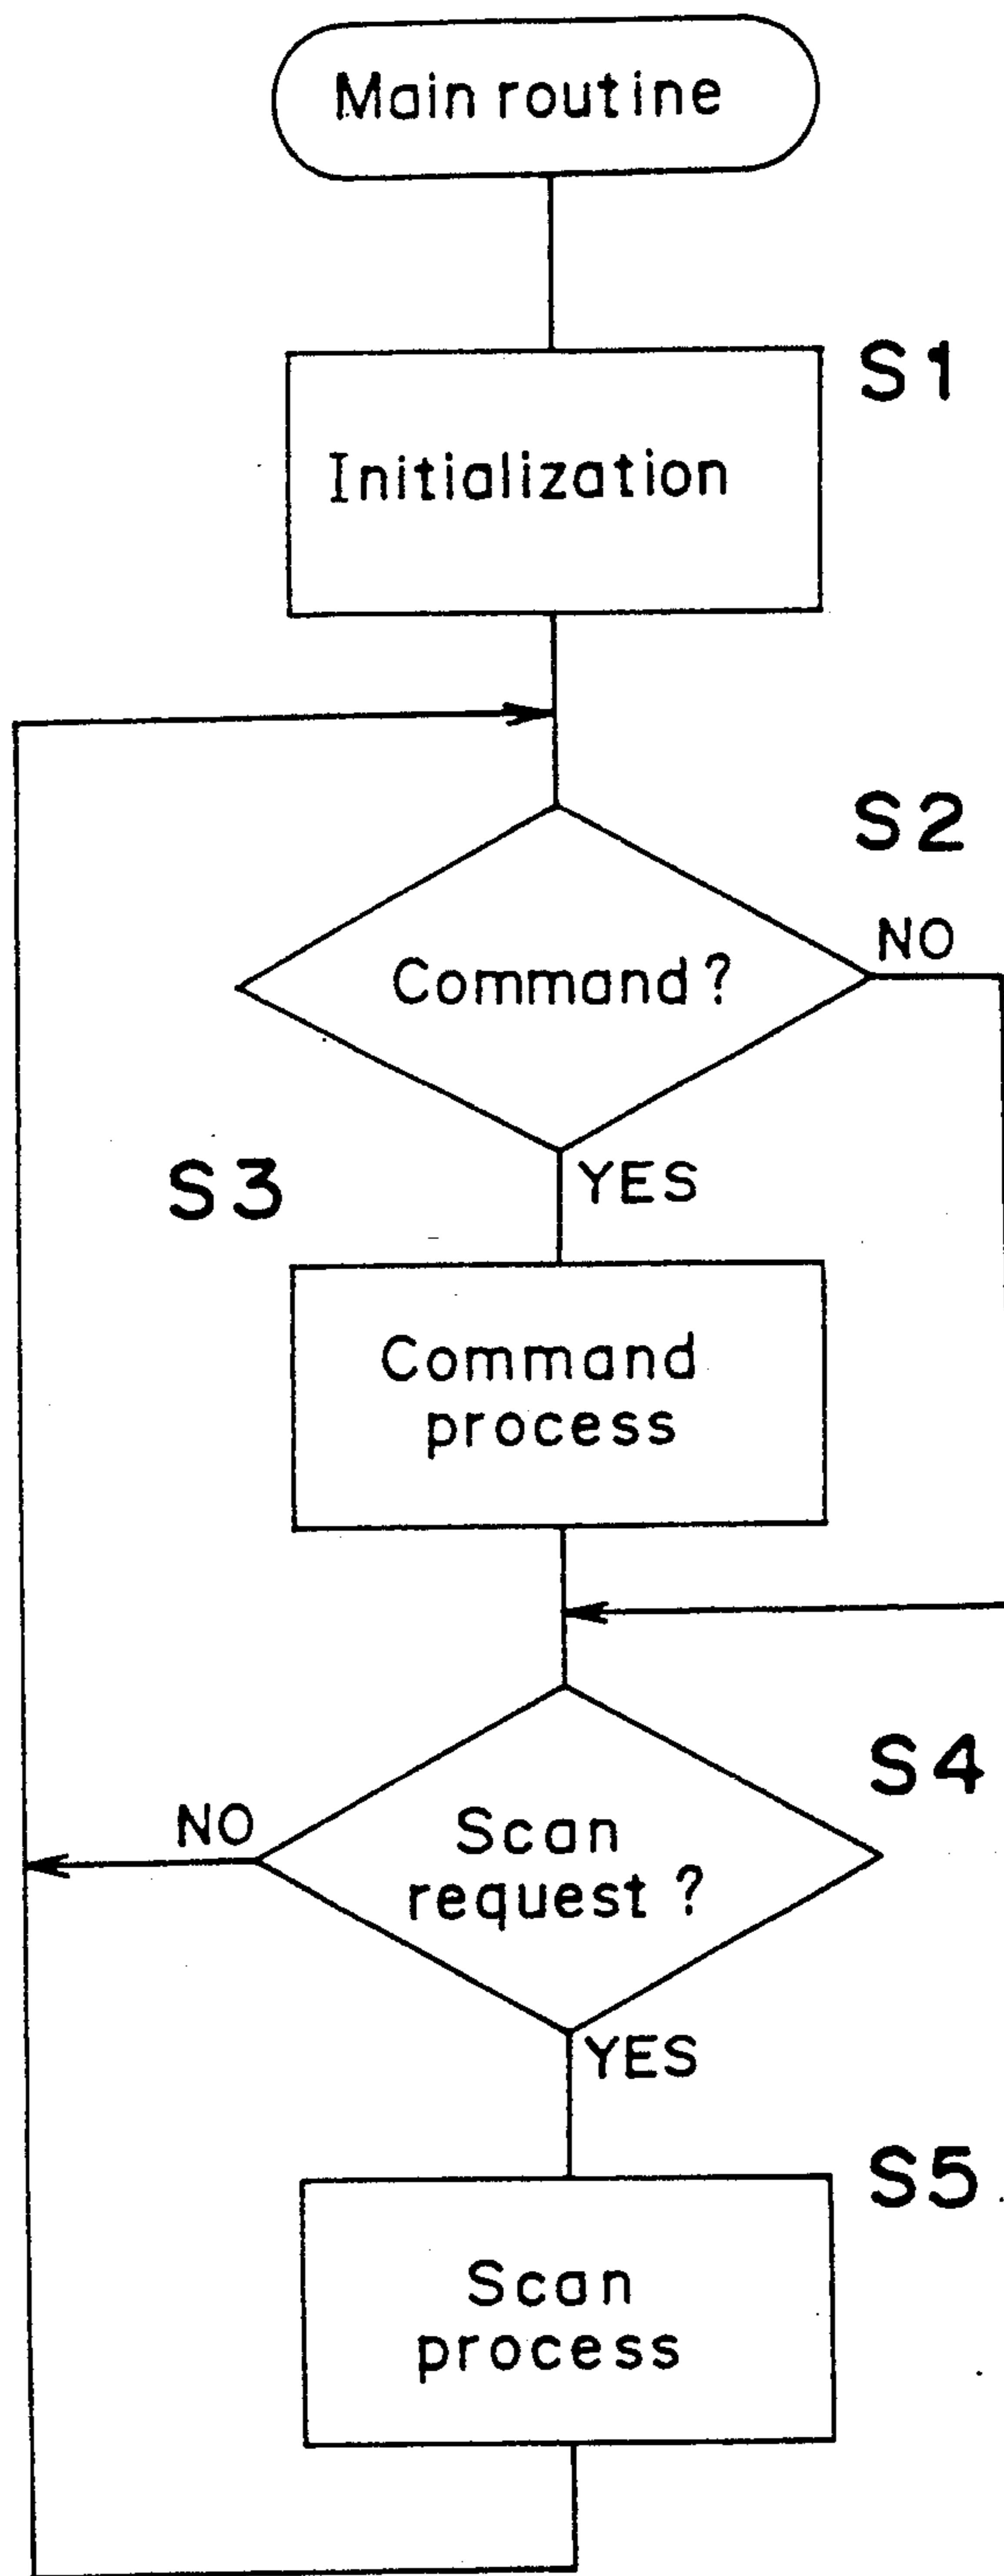 Main routine
S1
Initialization
S2
NO
Command?
YES
S3
Command
process
S4
NO
Scan
request?
YES
S5
Scan
process